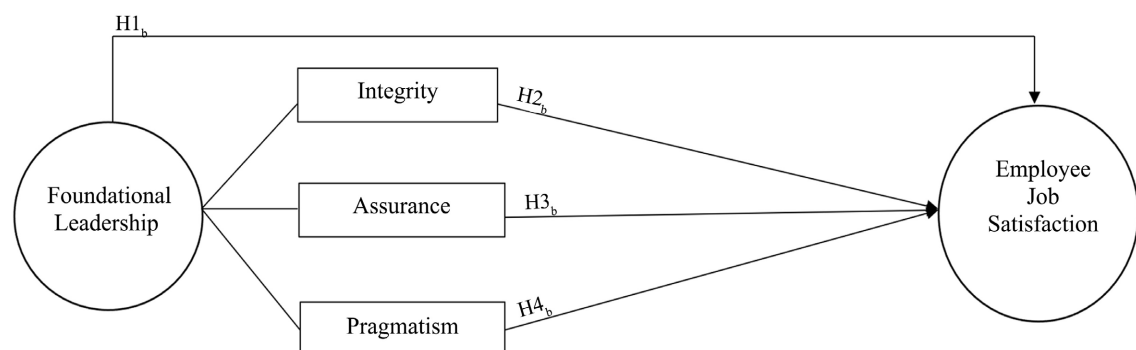 H1b
Integrity
H2b
Foundational
Leadership
Assurance
H3b
Employee
Job
Satisfaction
Pragmatism
H4b